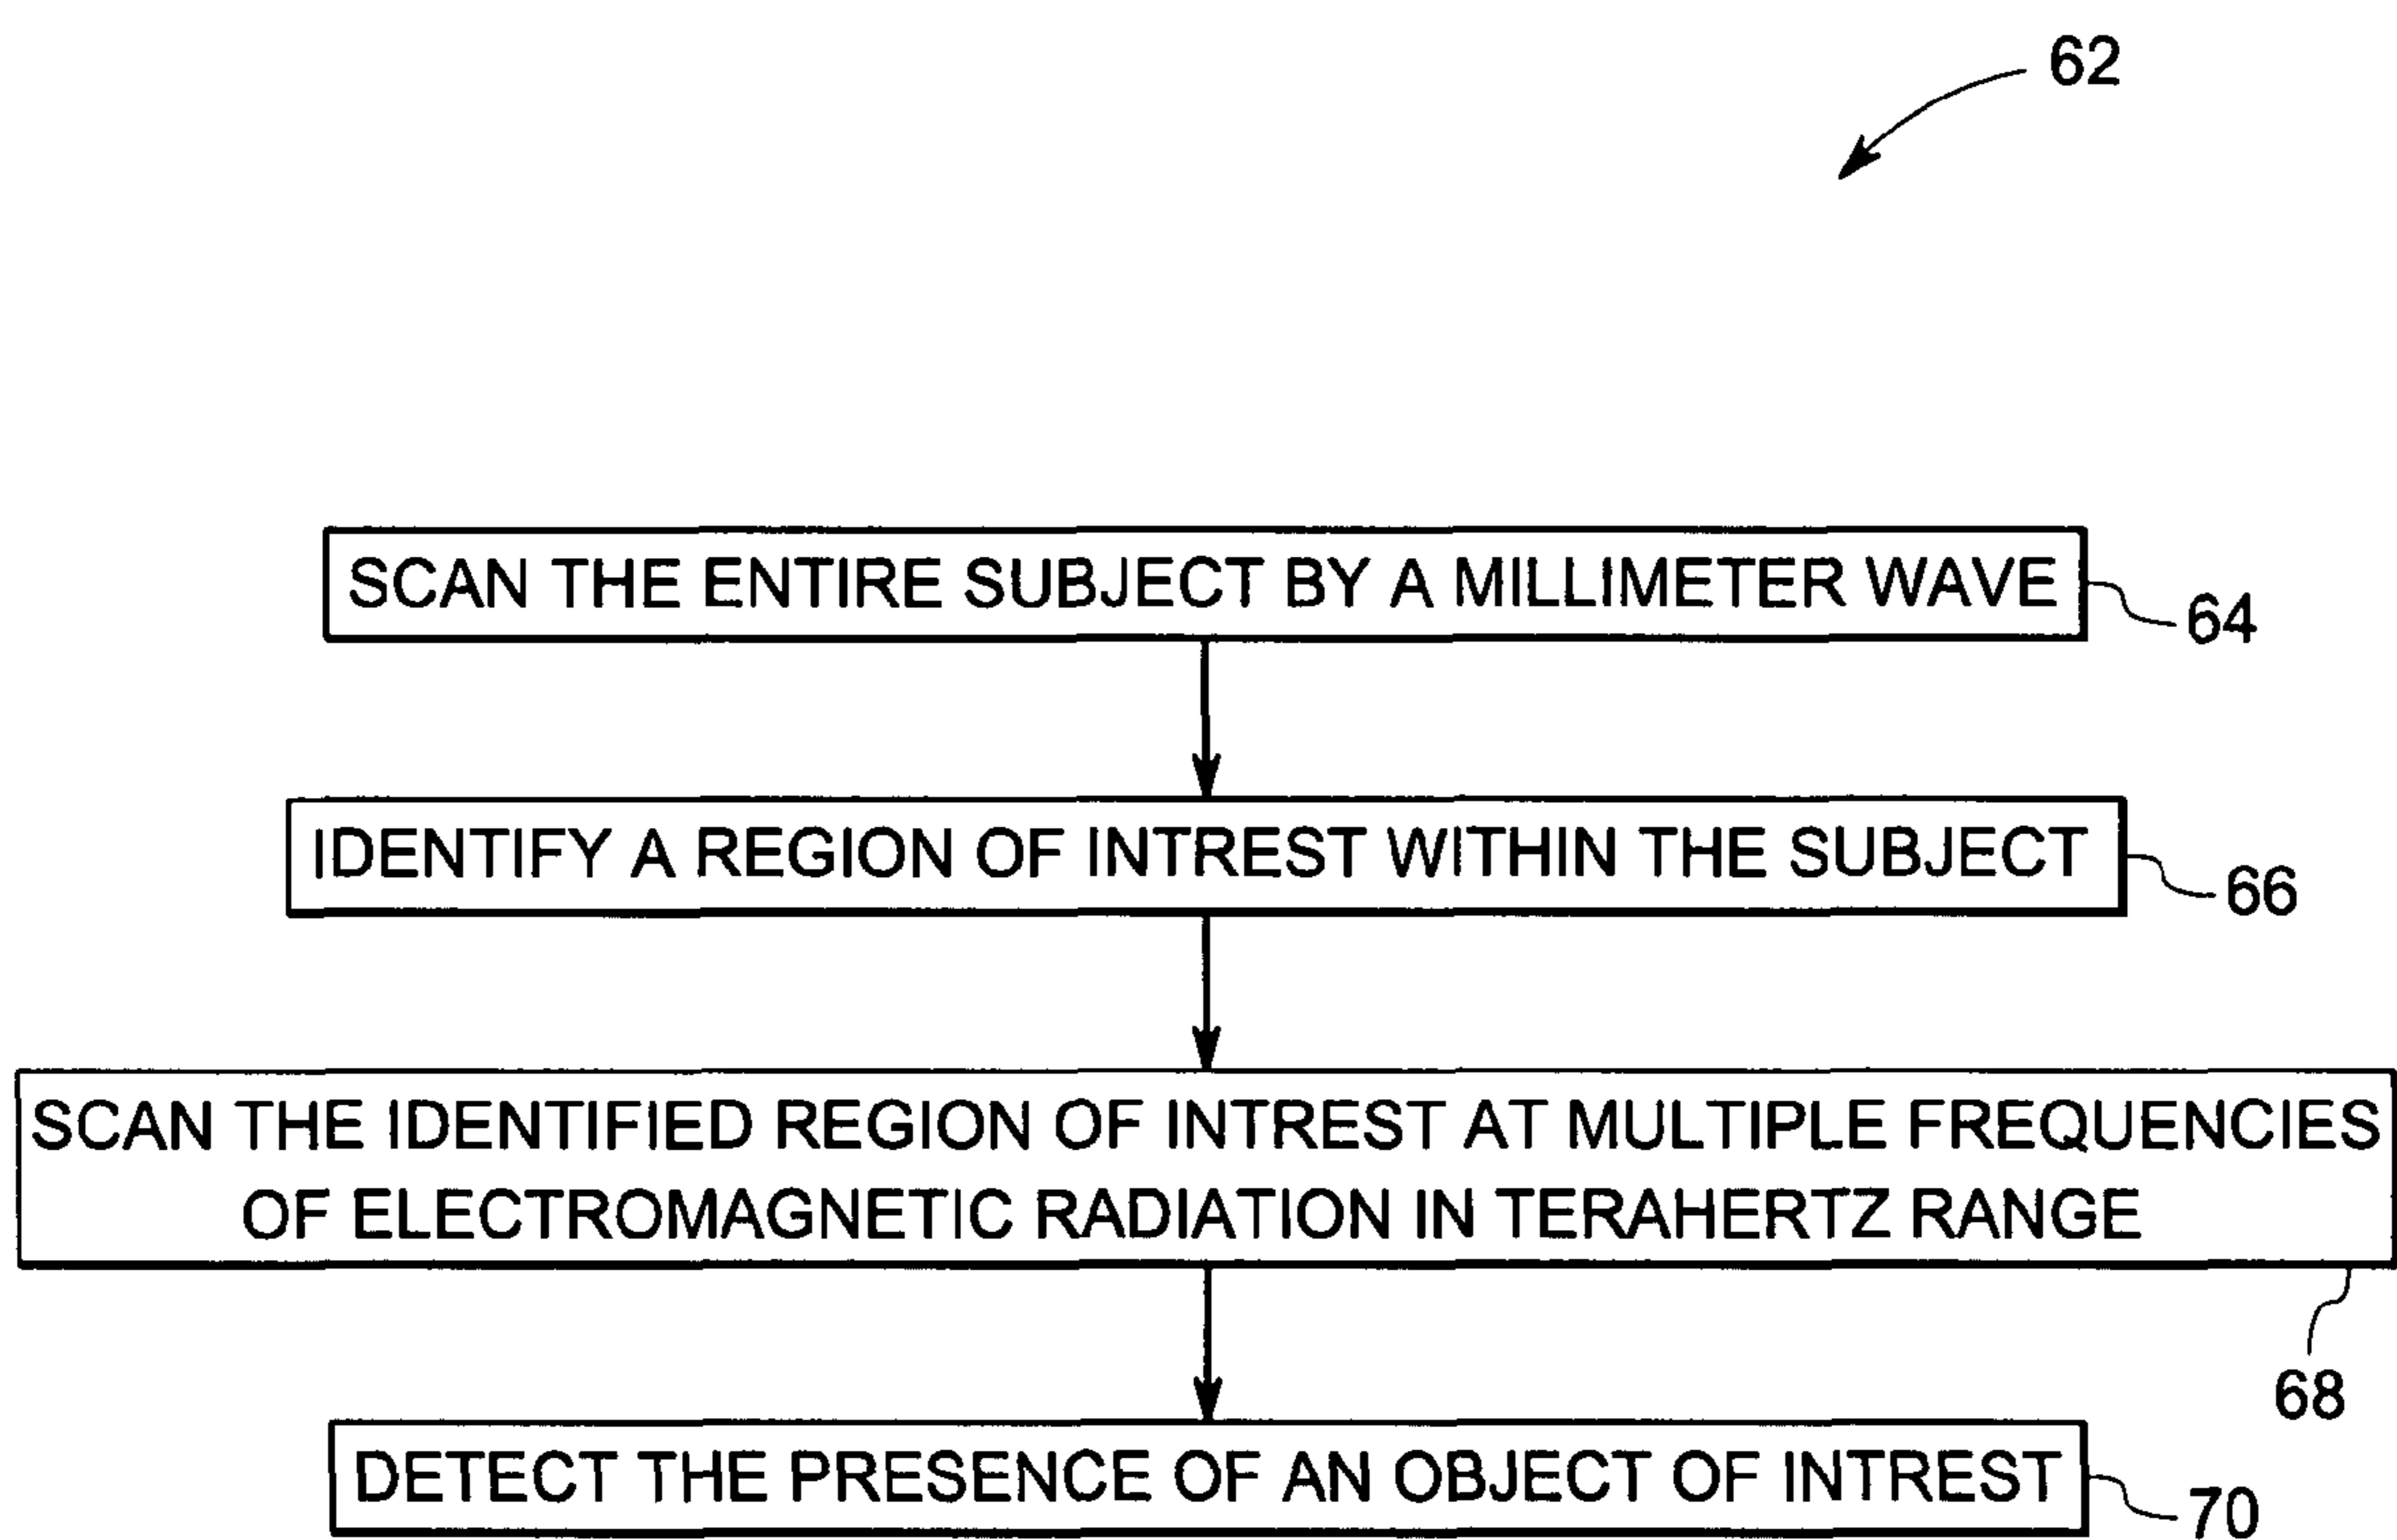 62
SCAN THE ENTIRE SUBJECT BY A MILLIMETER WAVE
64
IDENTIFY A REGION OF INTREST WITHIN THE SUBJECT
66
SCAN THE IDENTIFIED REGION OF INTREST AT MULTIPLE FREQUENCIES
OF ELECTROMAGNETIC RADIATION IN TERAHERTZ RANGE
68
DETECT THE PRESENCE OF AN OBJECT OF INTREST
70